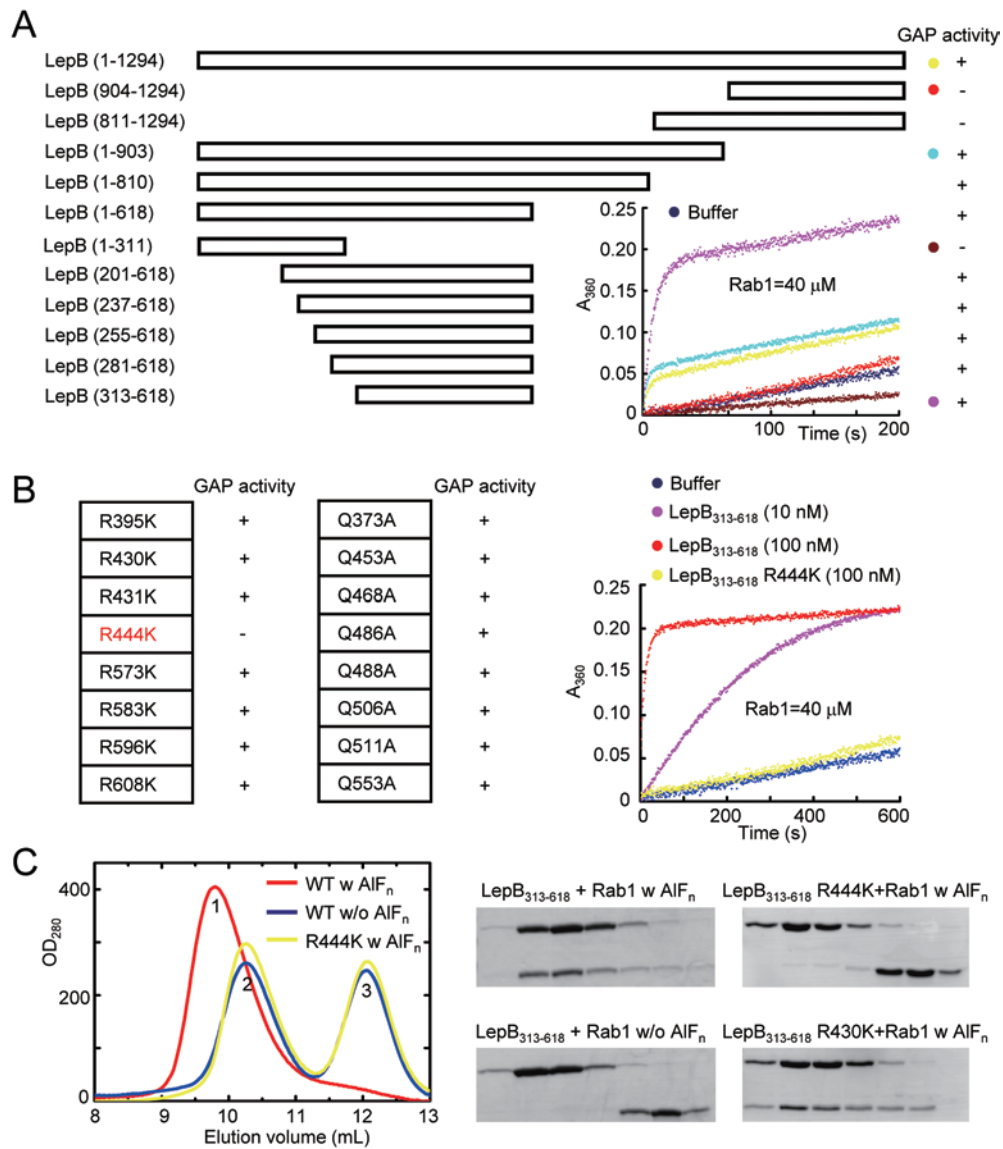 A
GAP activity
LepB (1-1294) +
LepB (904-1294) -
LepB (811-1294) -
LepB (1-903) +
LepB (1-810) +
LepB (1-618) +
LepB (1-311) -
LepB (201-618) +
LepB (237-618) +
LepB (255-618) +
LepB (281-618) +
LepB (313-618) +
Buffer
Rab1=40 μM
A360
0.25
0.20
0.15
0.10
0.05
0
0 100 200
Time (s)
B
GAP activity GAP activity
R395K + Q373A +
R430K + Q453A +
R431K + Q468A +
R444K - Q486A +
R573K + Q488A +
R583K + Q506A +
R596K + Q511A +
R608K + Q553A +
Buffer
LepB313-618 (10 nM)
LepB313-618 (100 nM)
LepB313-618 R444K (100 nM)
Rab1=40 μM
A360
0.25
0.20
0.15
0.10
0.05
0
0 200 400 600
Time (s)
C
WT w AlFn
WT w/o AlFn
R444K w AlFn
1
2
3
OD280
400
200
0
8 9 10 11 12 13
Elution volume (mL)
LepB313-618 + Rab1 w AlFn
LepB313-618 R444K+Rab1 w AlFn
LepB313-618 + Rab1 w/o AlFn
LepB313-618 R430K+Rab1 w AlFn